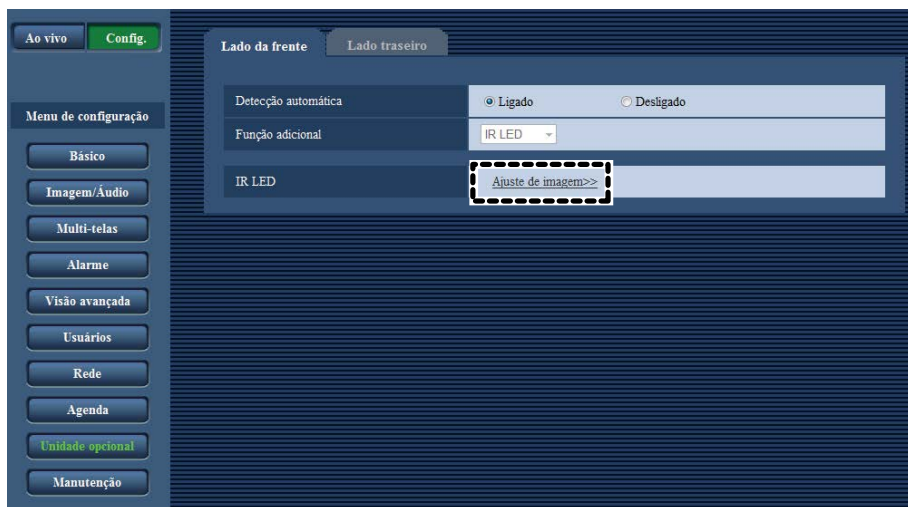 Ao vivo
Config.
Lado da frente
Lado traseiro
Menu de configuração
Básico
Imagem/Áudio
Multi-telas
Alarme
Visão avançada
Usuários
Rede
Agenda
Unidade opcional
Manutenção
Detecção automática
Ligado
Desligado
Função adicional
IR LED
IR LED
Ajuste de imagem>>